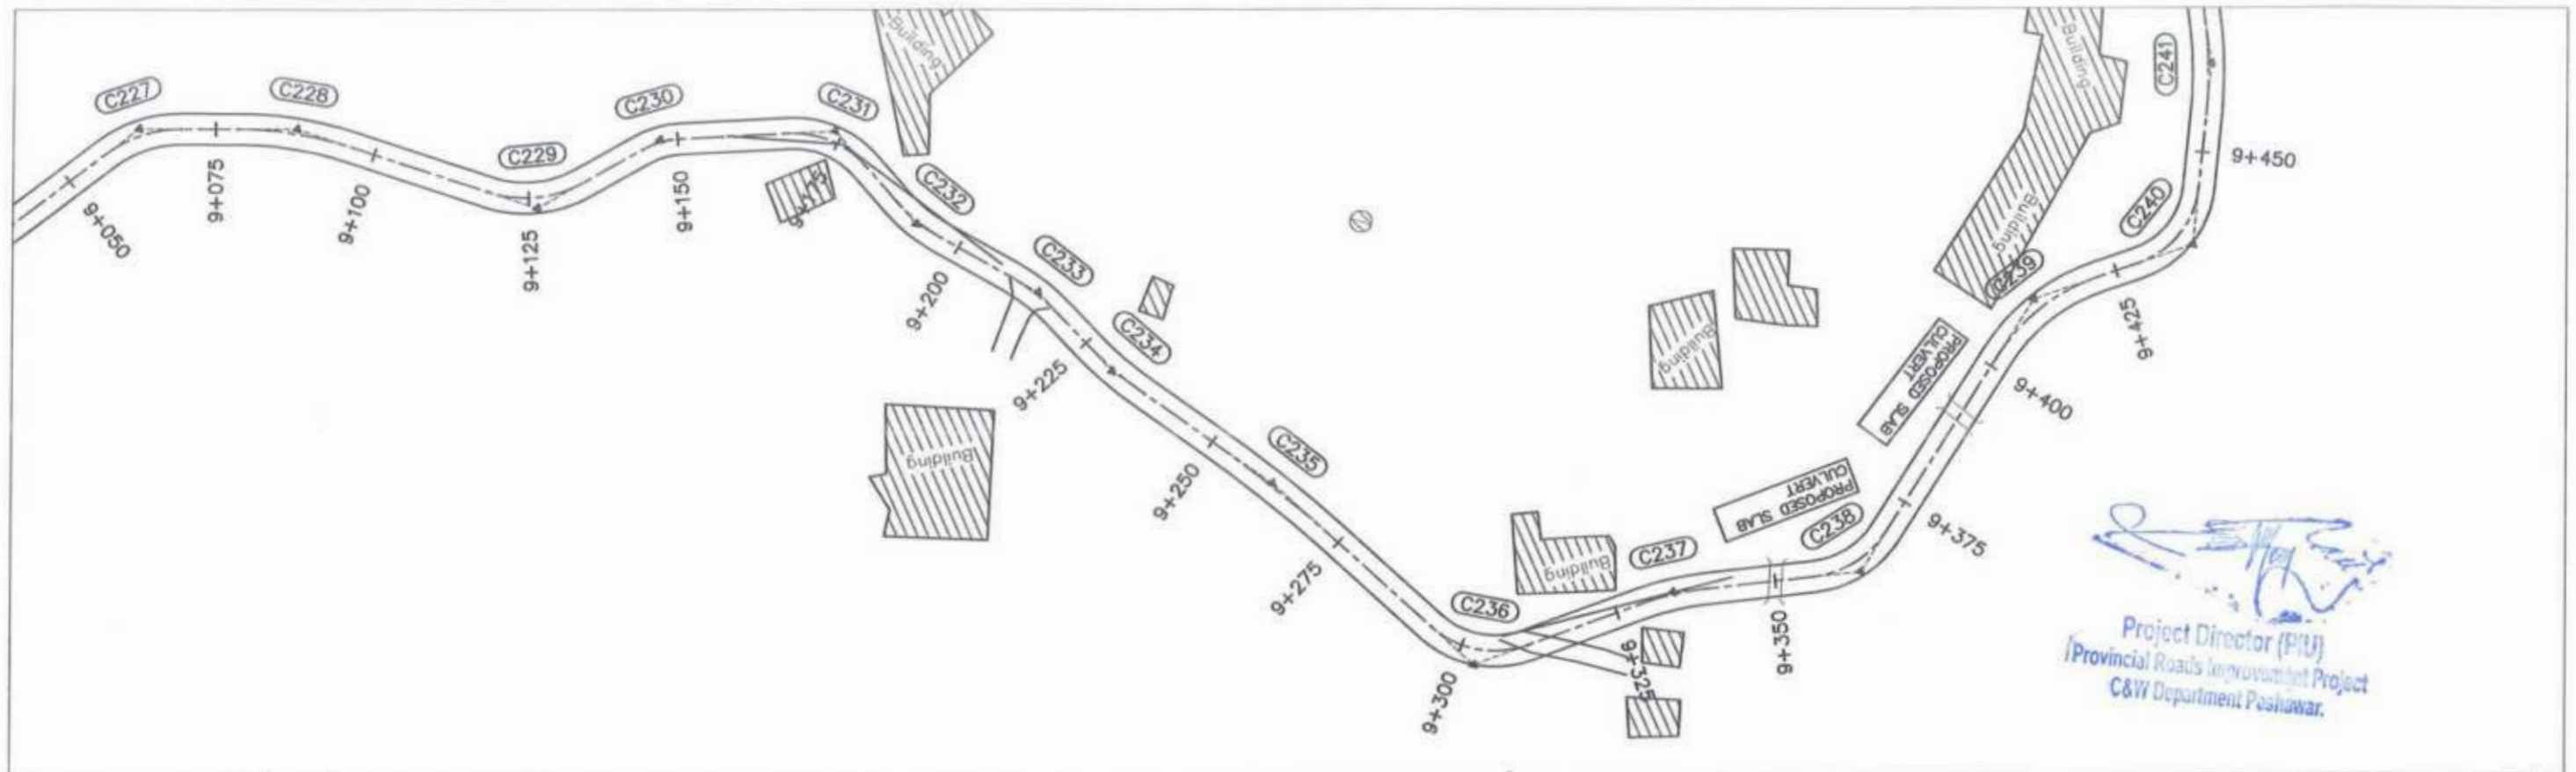 C227
C228
C229
C230
C231
C232
C233
C234
C235
C236
C237
C238
C239
C240
C241
9+050
9+075
9+100
9+125
9+150
9+175
9+200
9+225
9+250
9+275
9+300
9+325
9+350
9+375
9+400
9+425
9+450
Building
Building
Building
Building
Building
Building
PROPOSED SLAB
CULVERT
PROPOSED SLAB
CULVERT
Project Director (PIU)
Provincial Roads Improvement Project
C&W Department Peshawar.